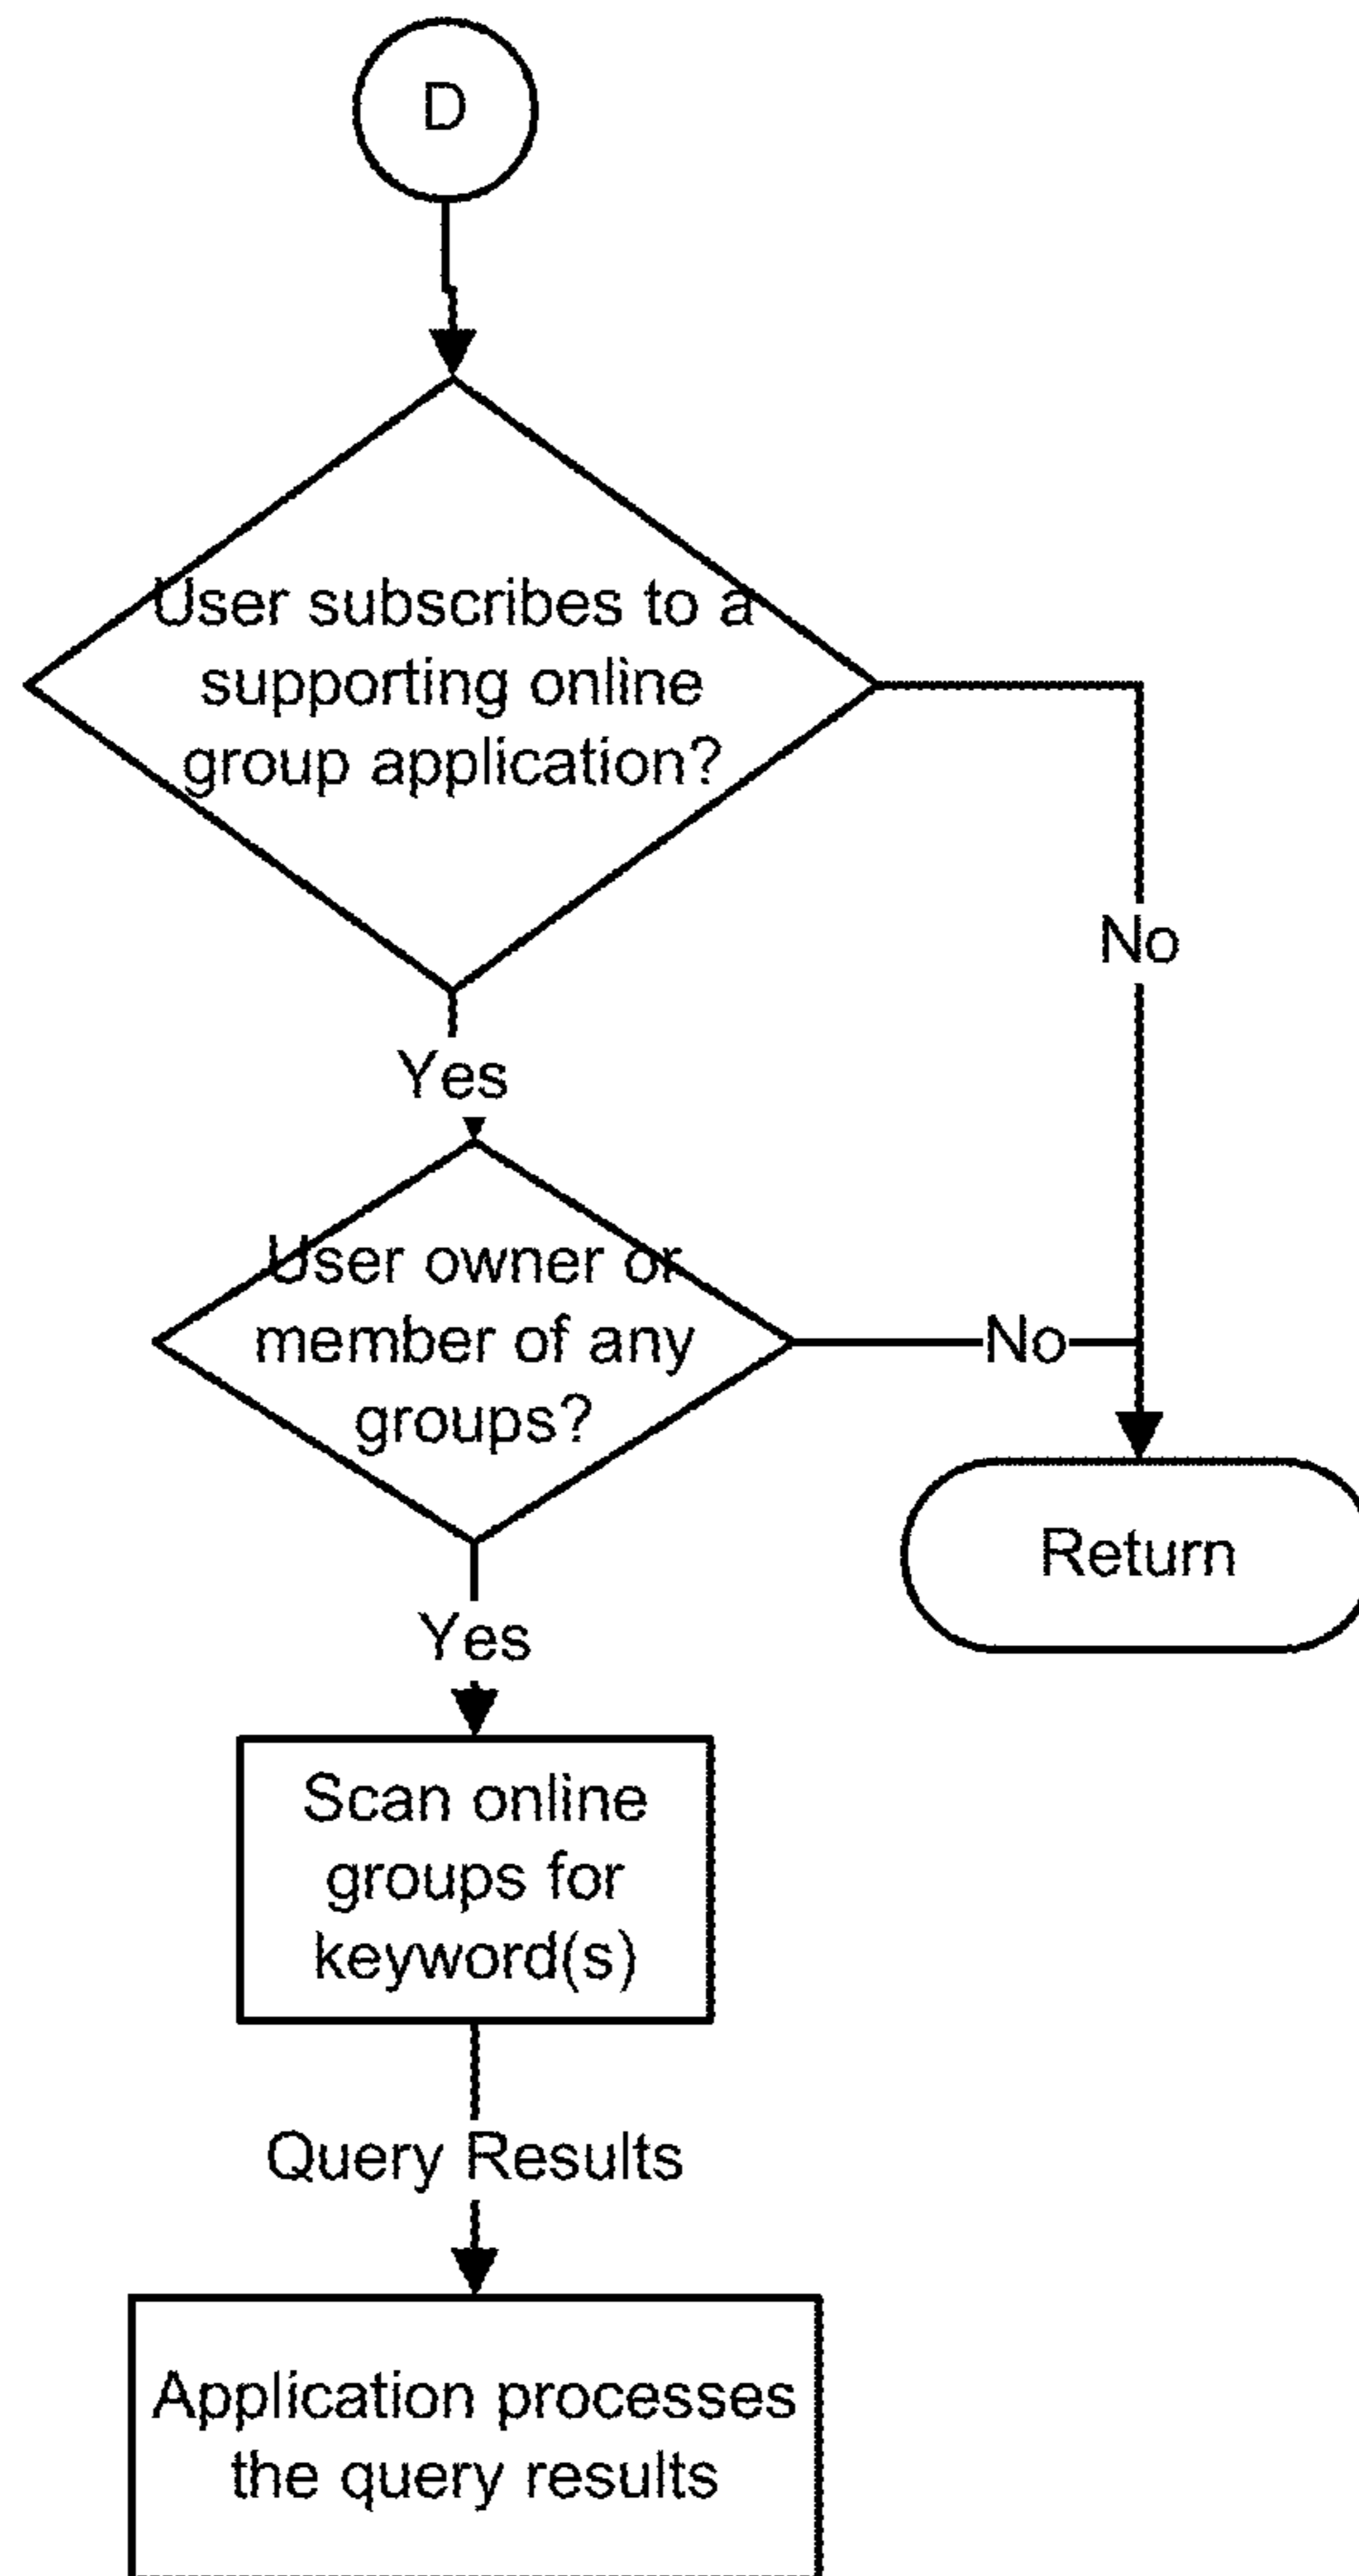 D
User subscribes to a
supporting online
group application?
No
Yes
User owner or
member of any
groups?
No
Return
Yes
Scan online
groups for
keyword(s)
Query Results
Application processes
the query results